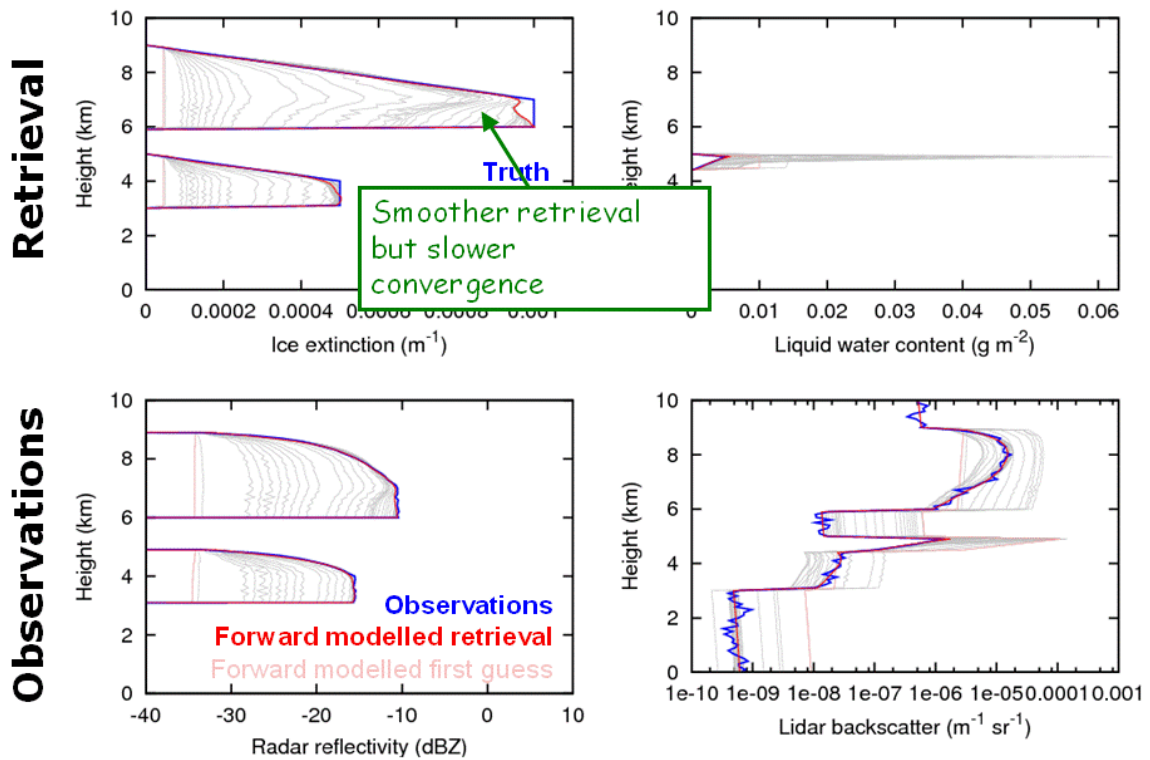 Retrieval
Height (km)
10
8
6
4
2
0
0
0.0002
0.0004
0.0006
0.0008
0.001
Ice extinction (m⁻¹)
Truth
Smoother retrieval
but slower
convergence
10
8
6
0
0.01
0.02
0.03
0.04
0.05
0.06
Liquid water content (g m⁻²)
Observations
Height (km)
10
8
6
4
2
0
-40
-30
-20
-10
0
10
Radar reflectivity (dBZ)
Observations
Forward modelled retrieval
Forward modelled first guess
Height (km)
10
8
6
4
2
0
1e-10
1e-09
1e-08
1e-07
1e-06
1e-05
0.0001
0.001
Lidar backscatter (m⁻¹ sr⁻¹)